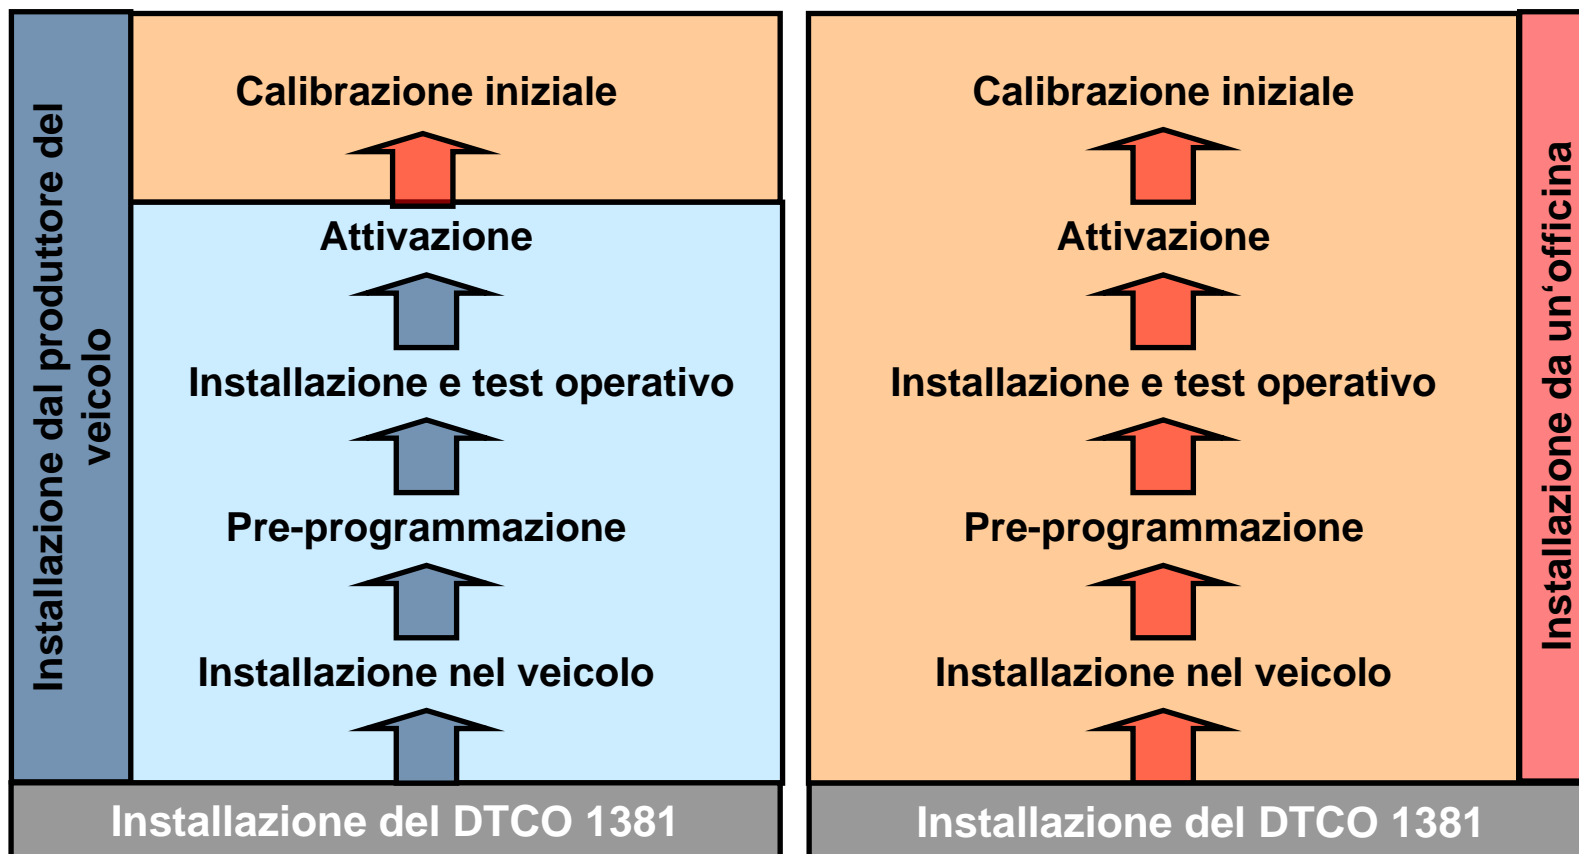 Installazione dal produttore del
veicolo
Calibrazione iniziale
Attivazione
Installazione e test operativo
Pre-programmazione
Installazione nel veicolo
Installazione del DTCO 1381
Calibrazione iniziale
Attivazione
Installazione e test operativo
Pre-programmazione
Installazione nel veicolo
Installazione del DTCO 1381
Installazione da un‘officina